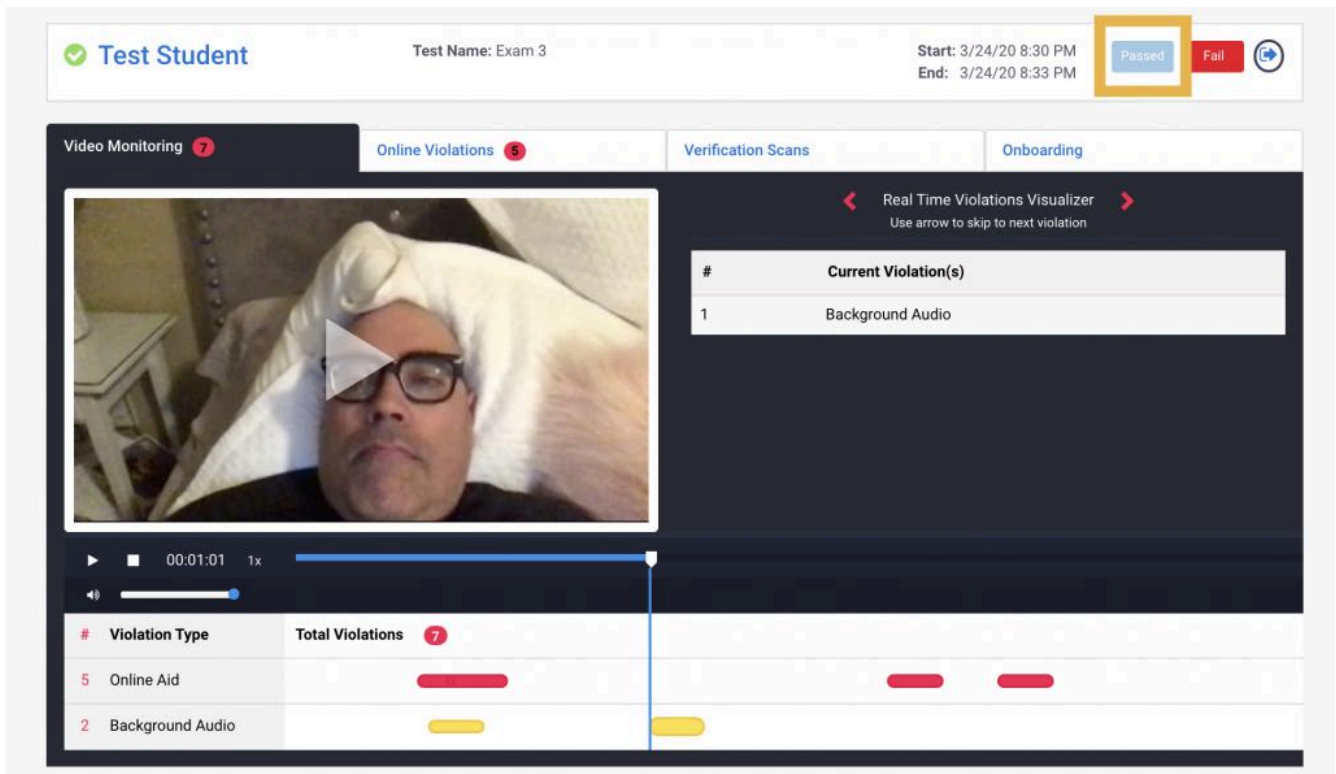 Test Student
Test Name: Exam 3
Start: 3/24/20 8:30 PM
End: 3/24/20 8:33 PM
Passed
Fail
Video Monitoring 7
Online Violations 5
Verification Scans
Onboarding
Real Time Violations Visualizer
Use arrow to skip to next violation
# Current Violation(s)
1 Background Audio
00:01:01 1x
# Violation Type Total Violations 7
5 Online Aid
2 Background Audio